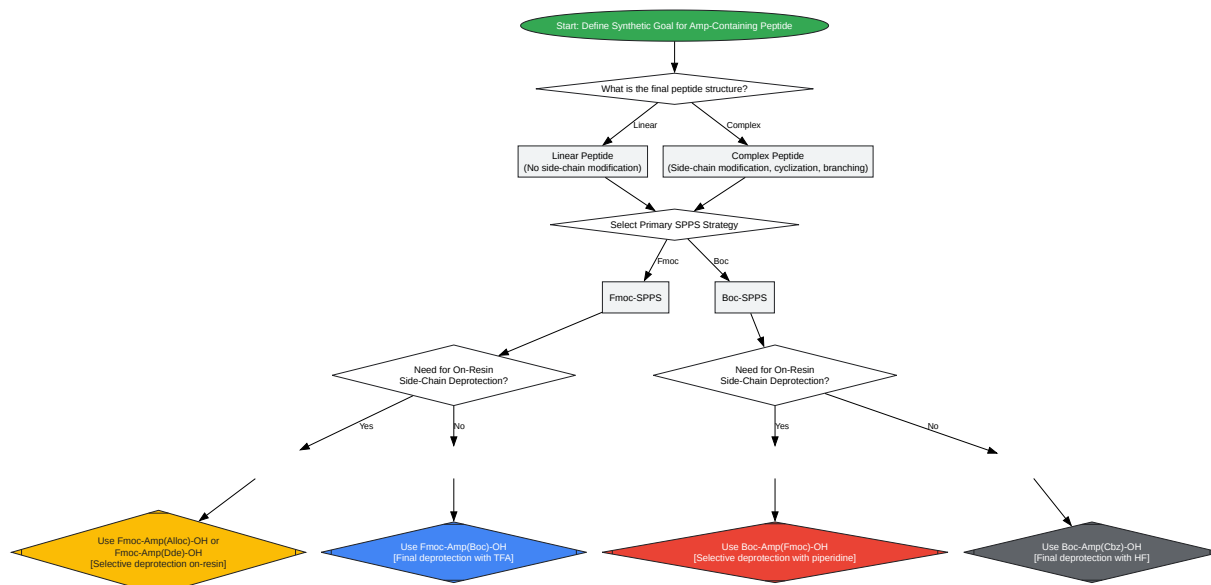 Start: Define Synthetic Goal for Amp-Containing Peptide
What is the final peptide structure?
Linear
Complex
Linear Peptide
(No side-chain modification)
Complex Peptide
(Side-chain modification, cyclization, branching)
Select Primary SPPS Strategy
Fmoc
Boc
Fmoc-SPPS
Boc-SPPS
Need for On-Resin
Side-Chain Deprotection?
Need for On-Resin
Side-Chain Deprotection?
Yes
No
Yes
No
Use Fmoc-Amp(Alloc)-OH or
Fmoc-Amp(Dde)-OH
[Selective deprotection on-resin]
Use Fmoc-Amp(Boc)-OH
[Final deprotection with TFA]
Use Boc-Amp(Fmoc)-OH
[Selective deprotection with piperidine]
Use Boc-Amp(Cbz)-OH
[Final deprotection with HF]